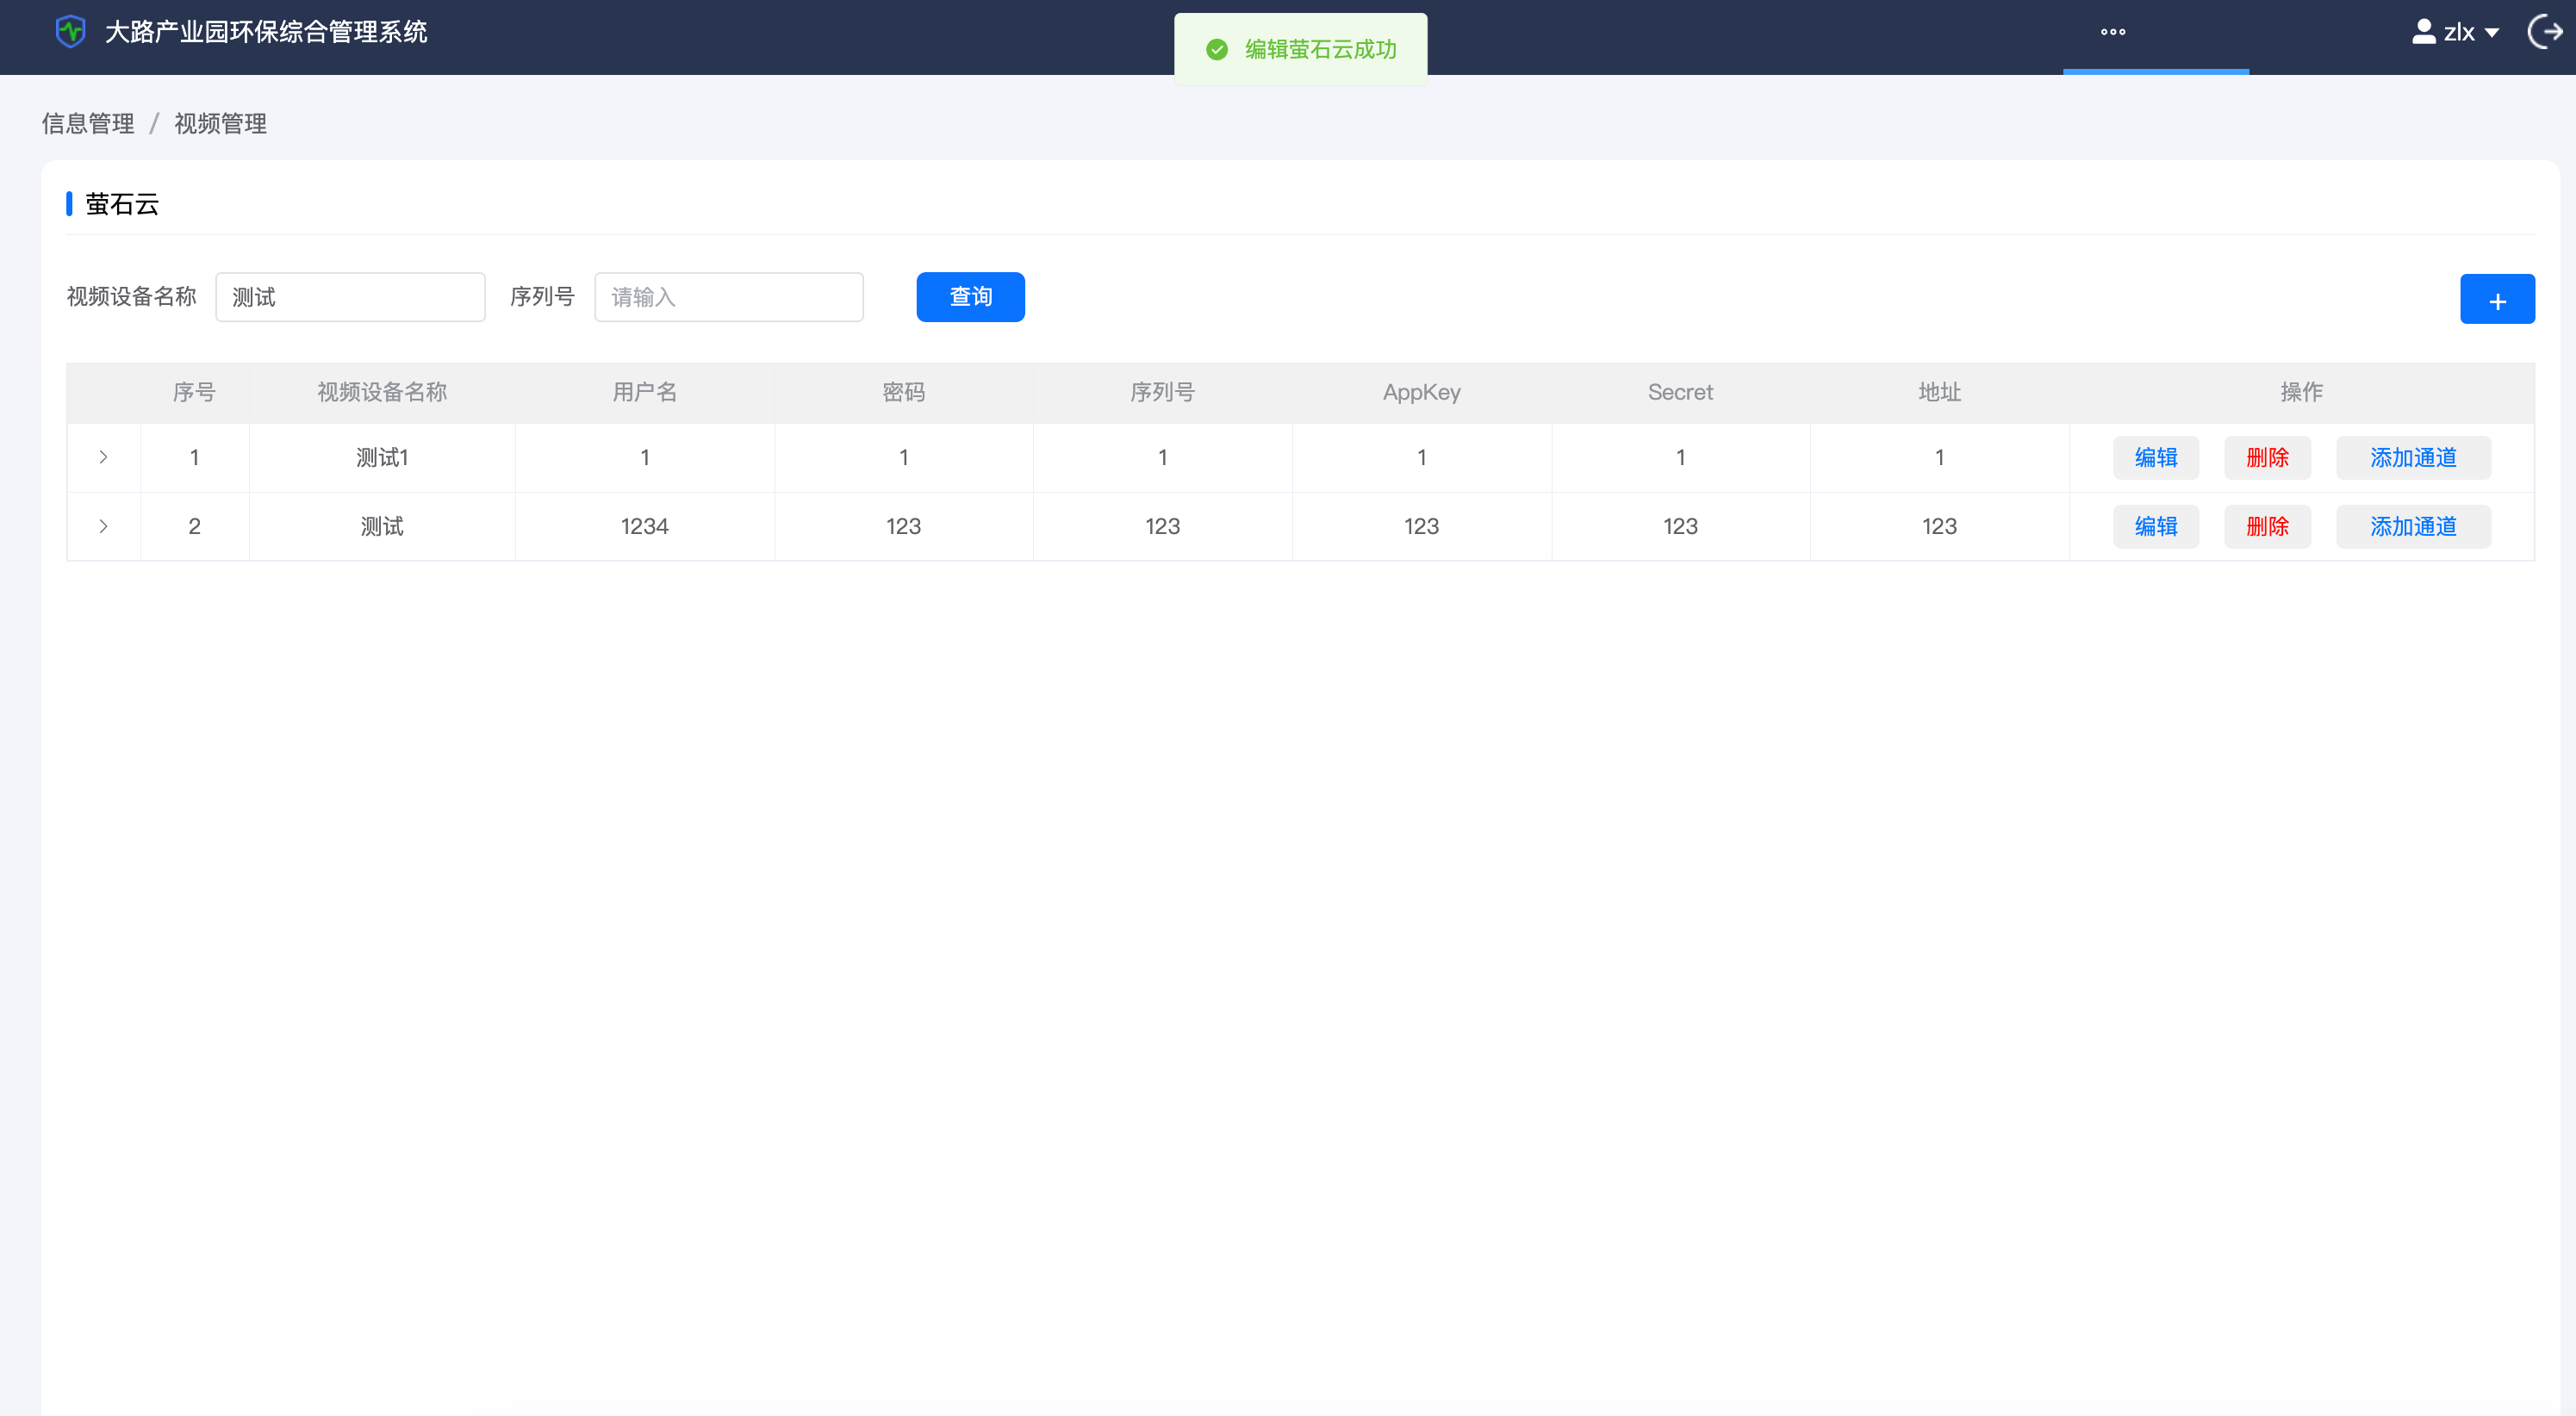 大路产业园环保综合管理系统
编辑萤石云成功
zlx
信息管理 / 视频管理
萤石云
视频设备名称 测试 序列号 请输入 查询 +
序号 视频设备名称 用户名 密码 序列号 AppKey Secret 地址 操作
1 测试1 1 1 1 1 1 1 编辑 删除 添加通道
2 测试 1234 123 123 123 123 123 编辑 删除 添加通道